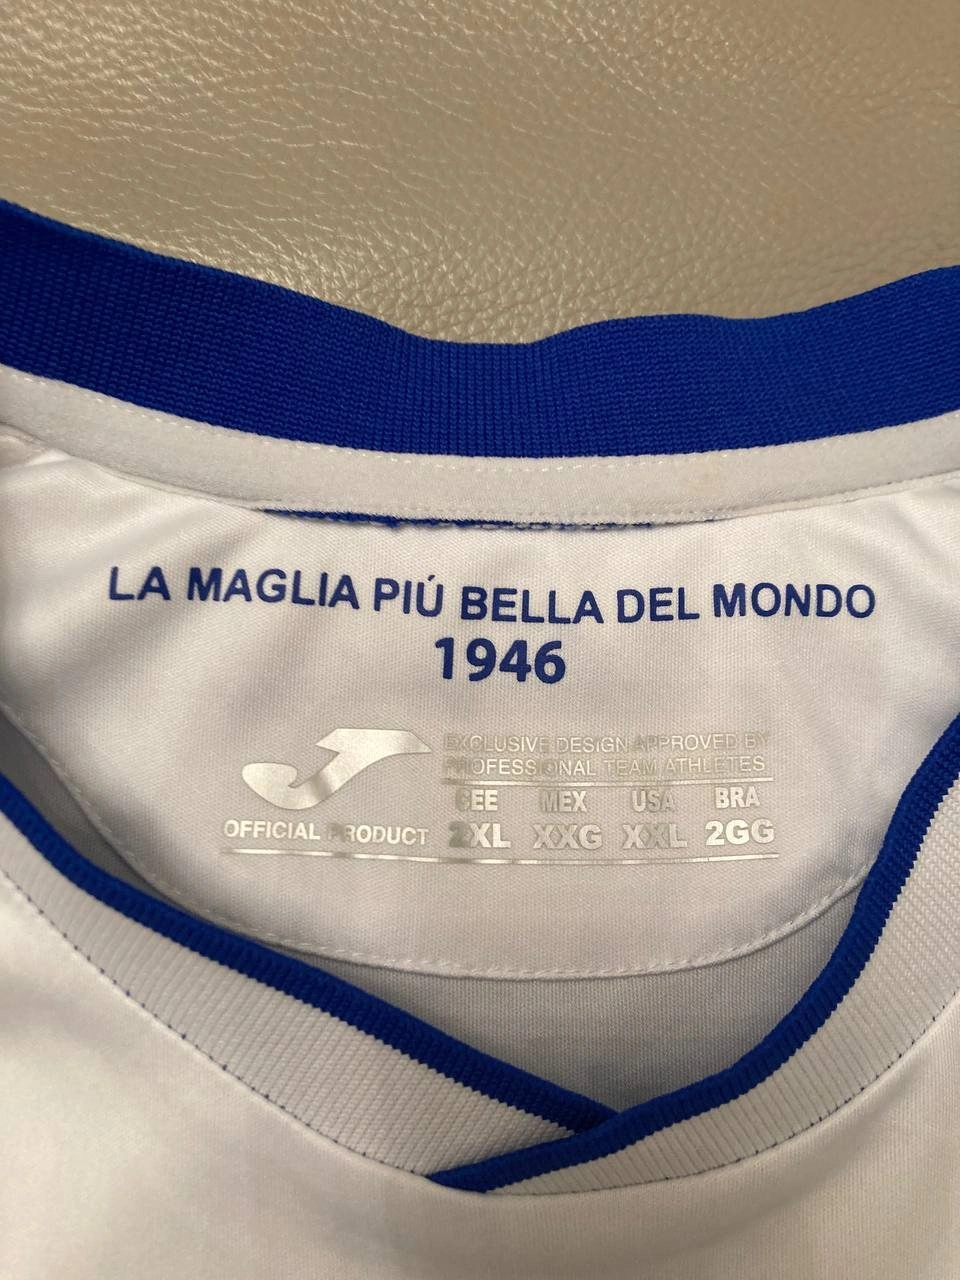 LA MAGLIA PIÚ BELLA DEL MONDO
1946
EXCLUSIVE DESIGN APPROVED BY
PROFESSIONAL TEAM ATHLETES
CEE MEX USA BRA
OFFICIAL PRODUCT 2XL XXG XXL 2GG